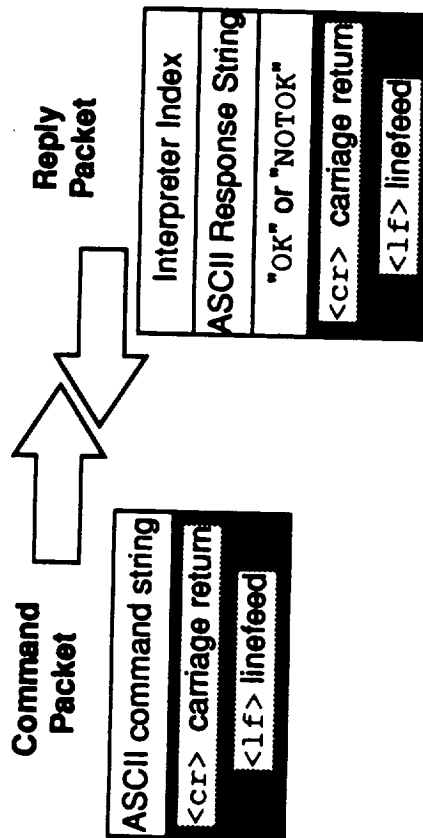 Command
Packet
ASCII command string
<cr> carriage return
<lf> linefeed
Reply
Packet
Interpreter Index
ASCII Response String
"OK" or "NOTOK"
<cr> carriage return
<lf> linefeed